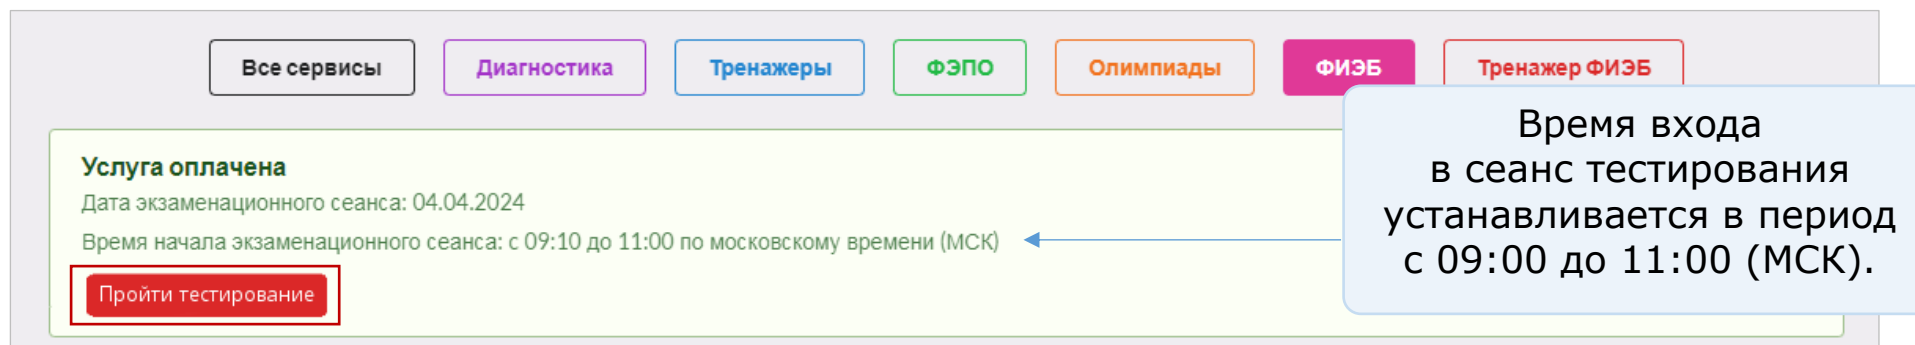 Все сервисы
Диагностика
Тренажеры
ФЭПО
Олимпиады
ФИЭБ
Тренажер ФИЭБ
Услуга оплачена
Дата экзаменационного сеанса: 04.04.2024
Время начала экзаменационного сеанса: с 09:10 до 11:00 по московскому времени (МСК)
Пройти тестирование
Время входа
в сеанс тестирования
устанавливается в период
с 09:00 до 11:00 (МСК).